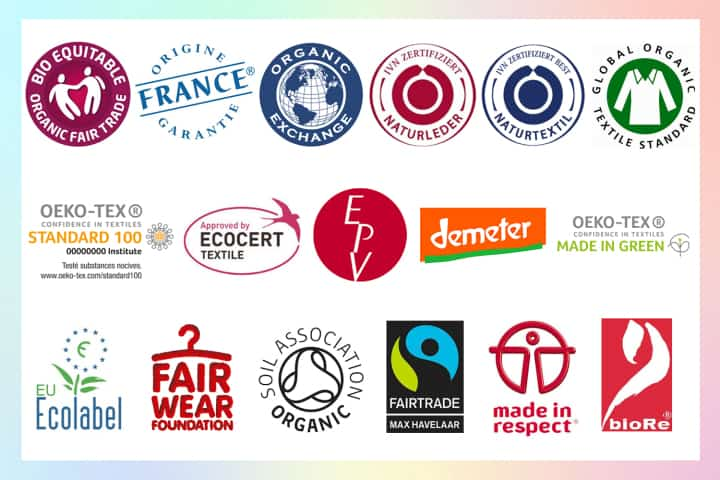 BIO EQUITABLE
ORGANIC FAIR TRADE
ORIGINE
FRANCE®
GARANTIE
ORGANIC
EXCHANGE
IVN ZERTIFIZIERT
NATURLEDER
IVN ZERTIFIZIERT BEST
NATURTEXTIL
GLOBAL ORGANIC
TEXTILE STANDARD
OEKO-TEX®
CONFIDENCE IN TEXTILES
STANDARD 100
00000000 Institute
Testé substances nocives.
www.oeko-tex.com/standard100
Approved by
ECOCERT
TEXTILE
EPV
demeter
OEKO-TEX®
CONFIDENCE IN TEXTILES
MADE IN GREEN
EU
Ecolabel
FAIR
WEAR
FOUNDATION
SOIL ASSOCIATION
ORGANIC
FAIRTRADE
MAX HAVELAAR
made in
respect®
bioRe®